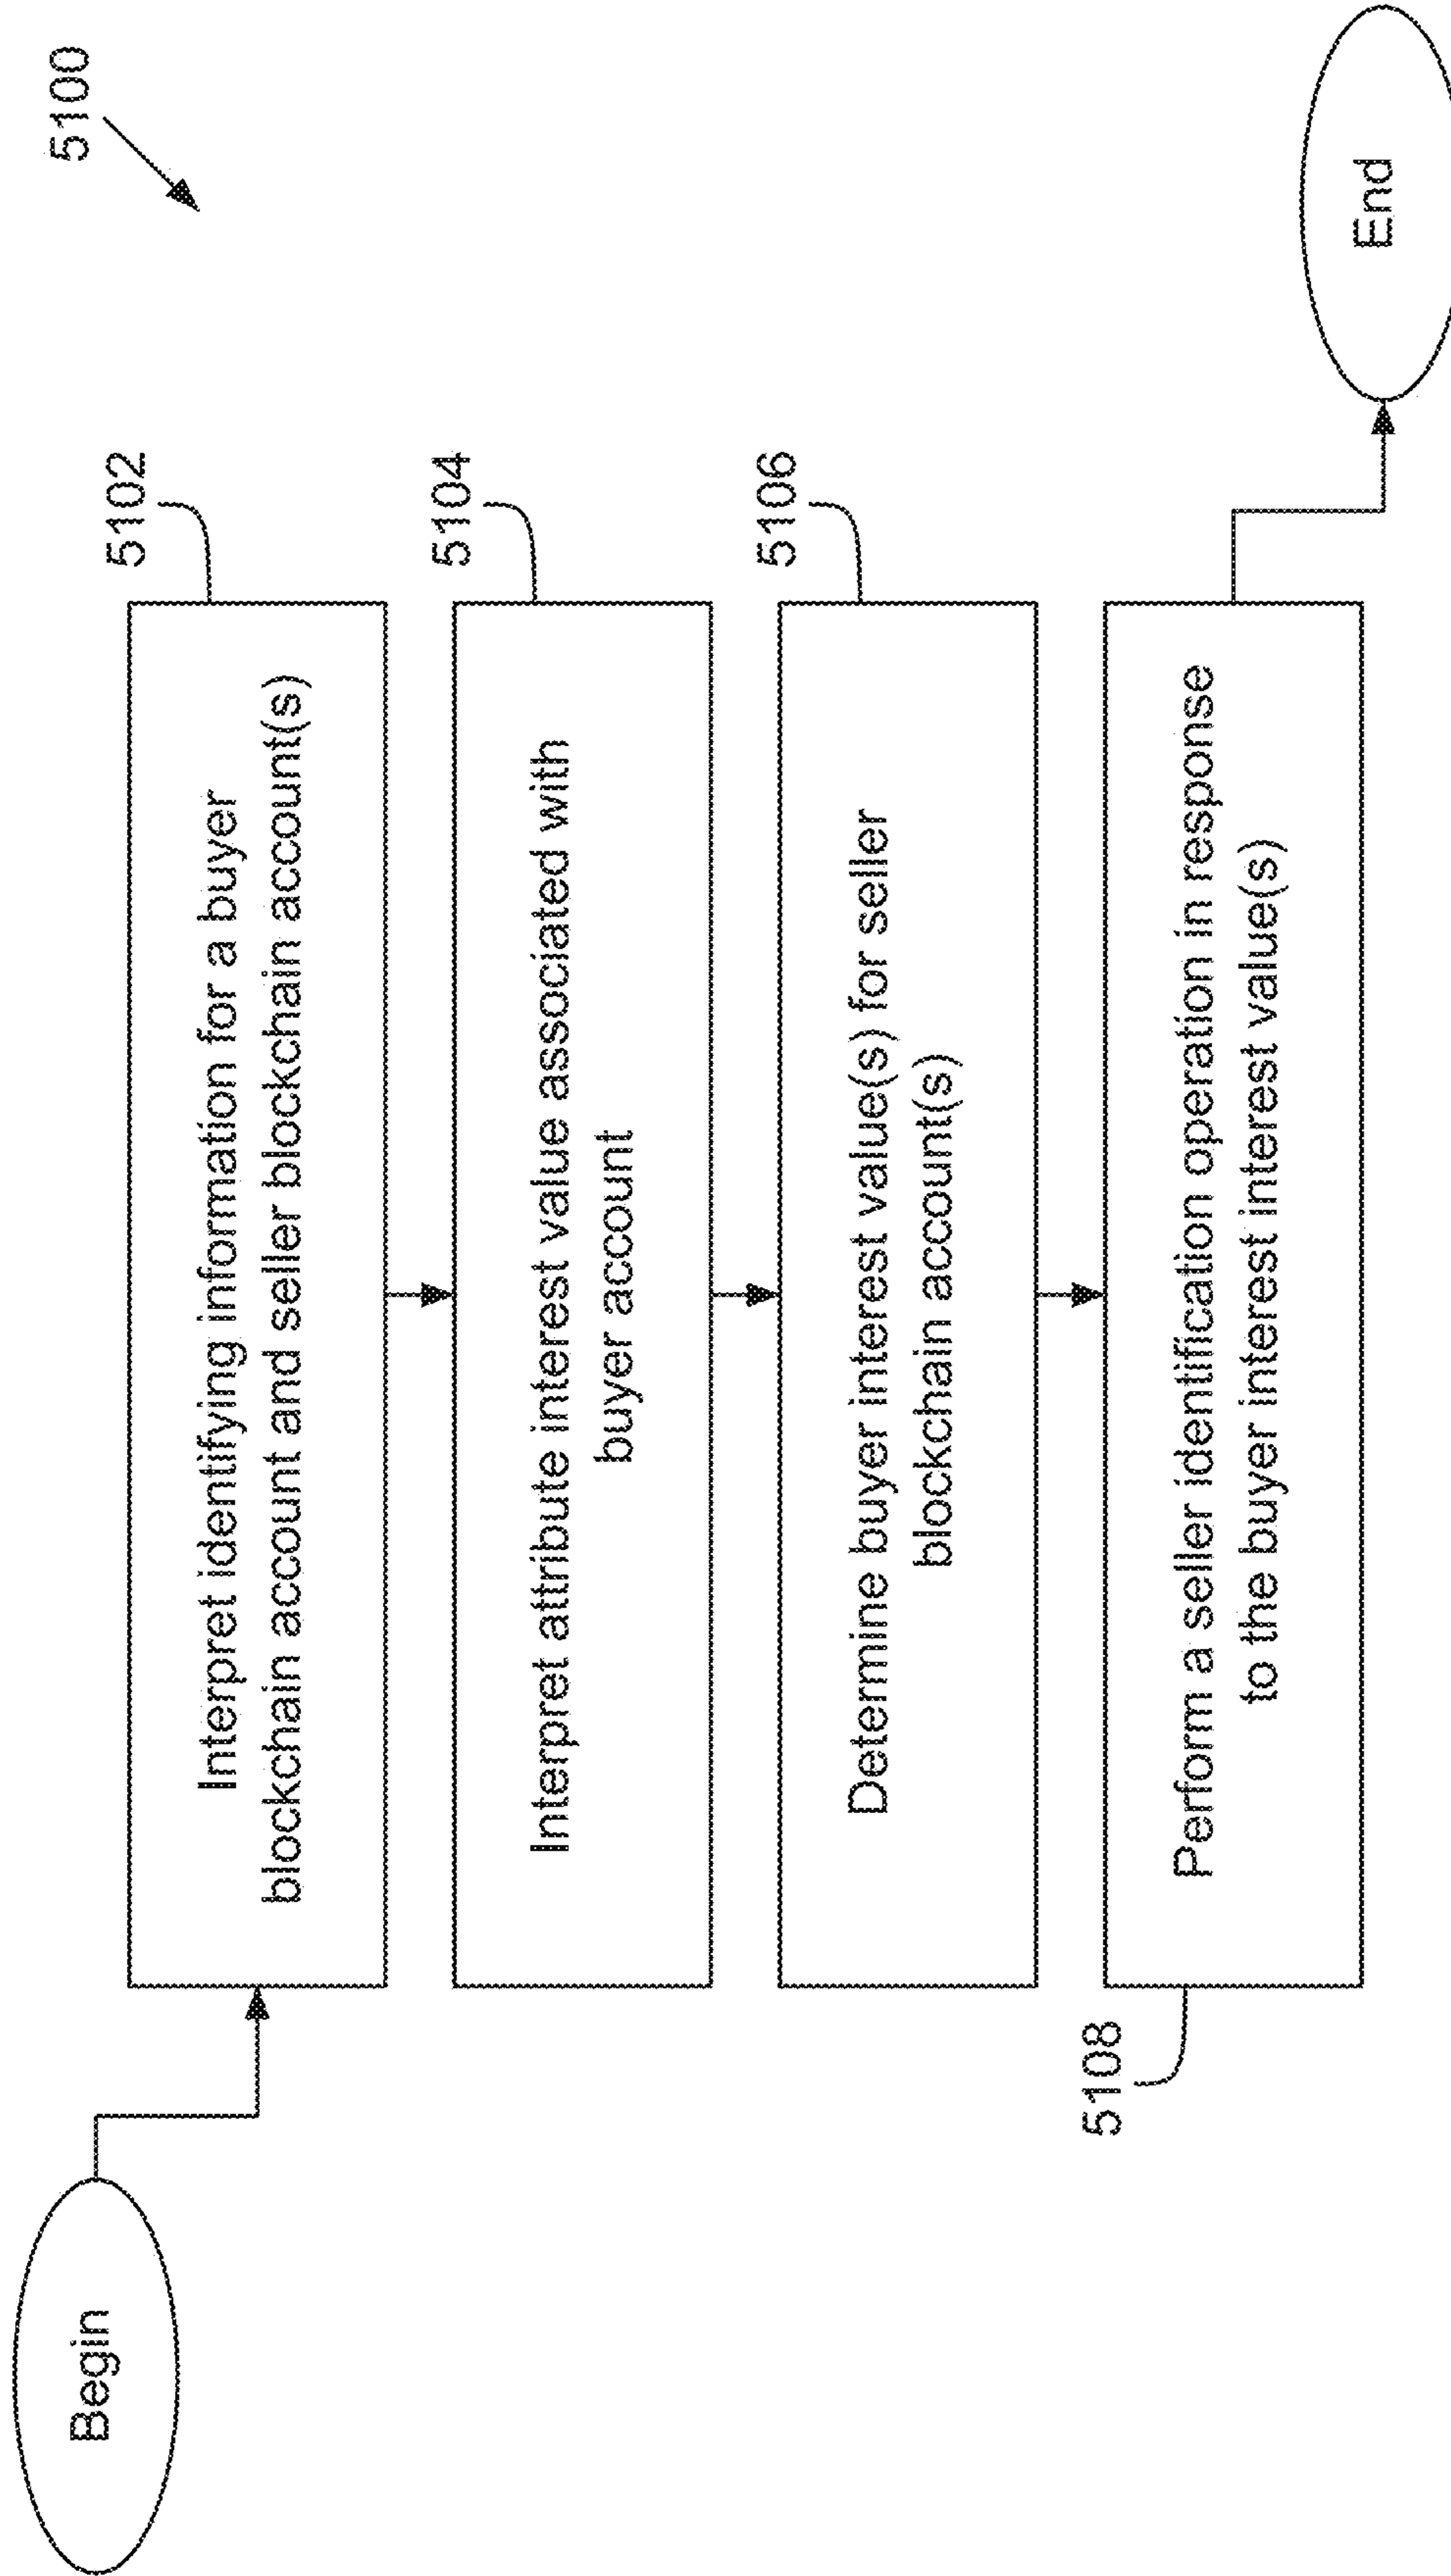 5100
Begin
5102
Interpret identifying information for a buyer
blockchain account and seller blockchain account(s)
5104
Interpret attribute interest value associated with
buyer account
5106
Determine buyer interest value(s) for seller
blockchain account(s)
5108
Perform a seller identification operation in response
to the buyer interest value(s)
End